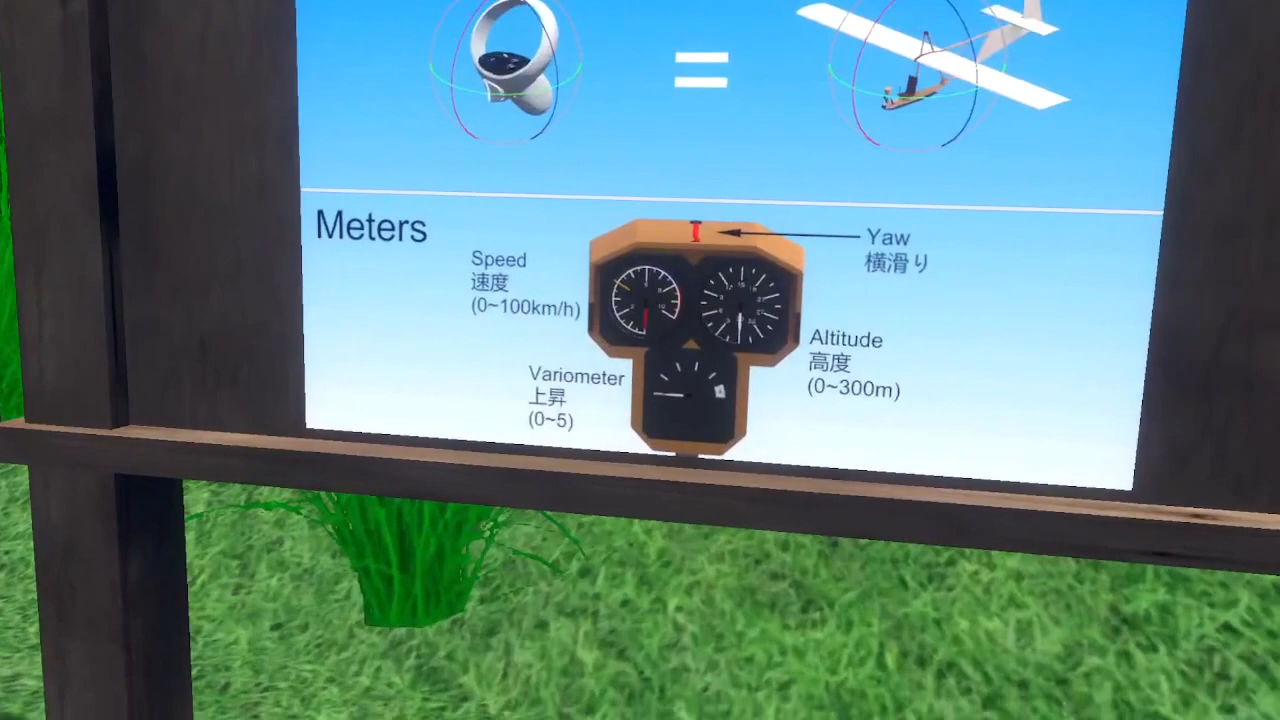 Meters
Speed
速度
(0~100km/h)
Yaw
横滑り
Altitude
高度
(0~300m)
Variometer
上昇
(0~5)